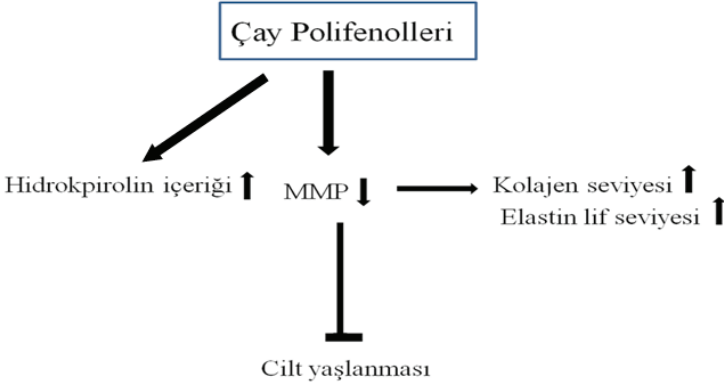 Çay Polifenolleri
Hidrokpirolin içeriği
MMP
Kolajen seviyesi
Elastin lif seviyesi
Cilt yaşlanması